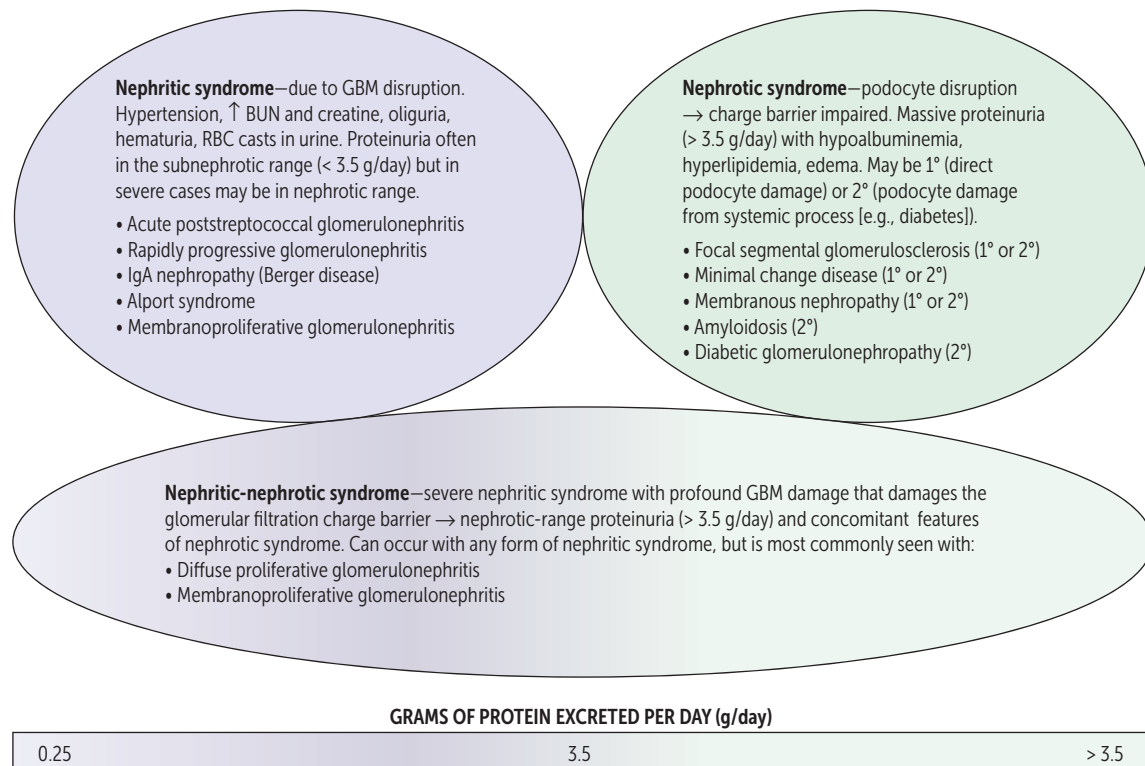 Nephritic syndrome—due to GBM disruption.
Hypertension, ↑ BUN and creatine, oliguria,
hematuria, RBC casts in urine. Proteinuria often
in the subnephrotic range (< 3.5 g/day) but in
severe cases may be in nephrotic range.
• Acute poststreptococcal glomerulonephritis
• Rapidly progressive glomerulonephritis
• IgA nephropathy (Berger disease)
• Alport syndrome
• Membranoproliferative glomerulonephritis
Nephrotic syndrome—podocyte disruption
→ charge barrier impaired. Massive proteinuria
(> 3.5 g/day) with hypoalbuminemia,
hyperlipidemia, edema. May be 1° (direct
podocyte damage) or 2° (podocyte damage
from systemic process [e.g., diabetes]).
• Focal segmental glomerulosclerosis (1° or 2°)
• Minimal change disease (1° or 2°)
• Membranous nephropathy (1° or 2°)
• Amyloidosis (2°)
• Diabetic glomerulonephropathy (2°)
Nephritic-nephrotic syndrome—severe nephritic syndrome with profound GBM damage that damages the
glomerular filtration charge barrier → nephrotic-range proteinuria (> 3.5 g/day) and concomitant features
of nephrotic syndrome. Can occur with any form of nephritic syndrome, but is most commonly seen with:
• Diffuse proliferative glomerulonephritis
• Membranoproliferative glomerulonephritis
GRAMS OF PROTEIN EXCRETED PER DAY (g/day)
0.25 3.5 > 3.5